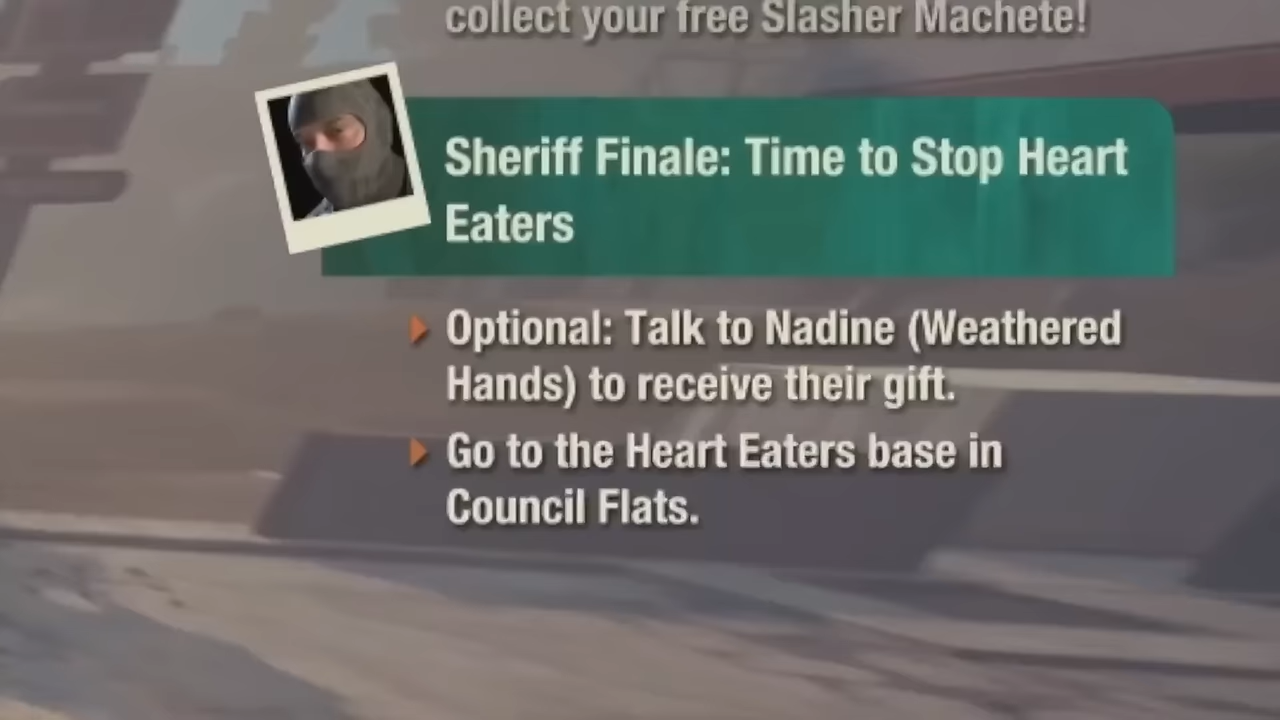 collect your free Slasher Machete!
Sheriff Finale: Time to Stop Heart
Eaters
Optional: Talk to Nadine (Weathered
Hands) to receive their gift.
Go to the Heart Eaters base in
Council Flats.